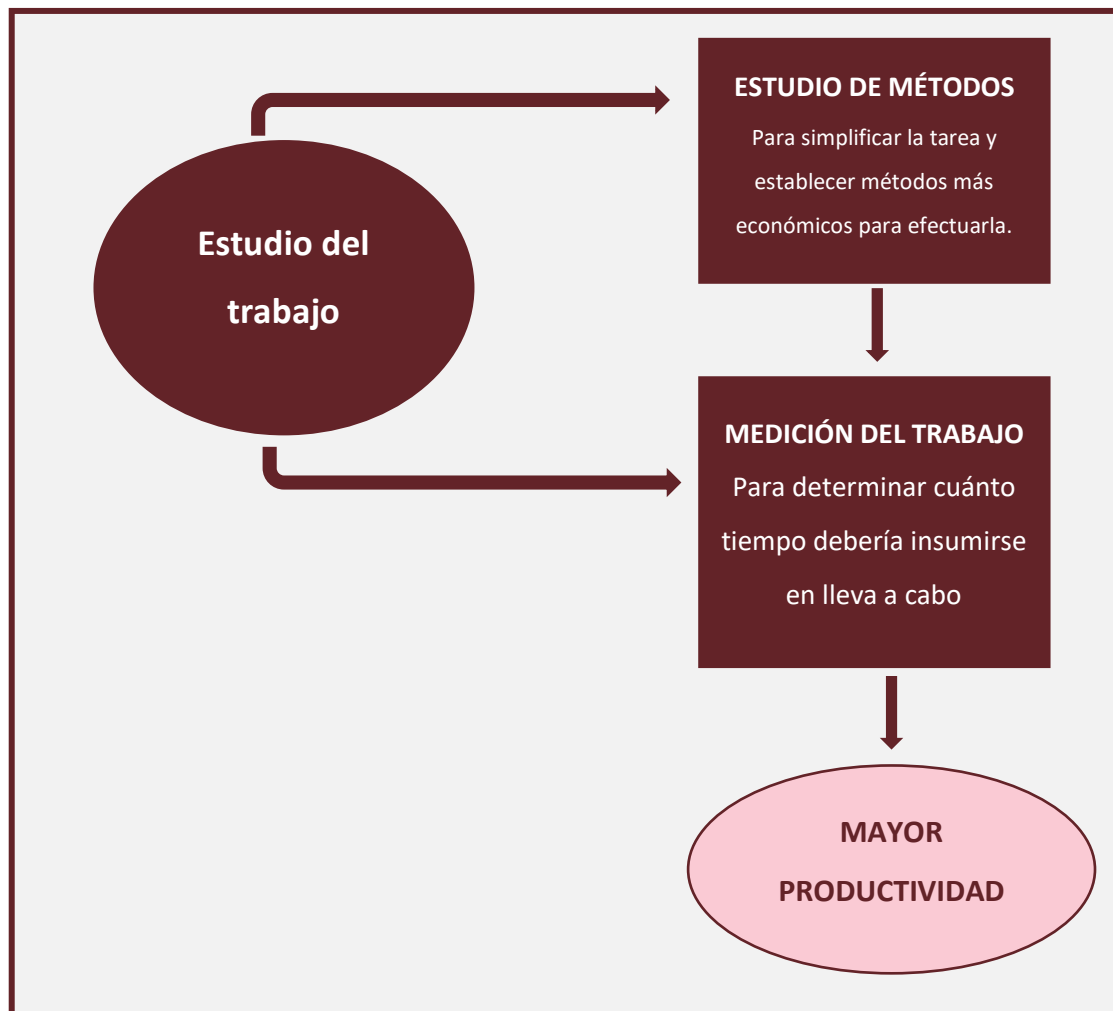 Estudio del
trabajo
ESTUDIO DE MÉTODOS
Para simplificar la tarea y
establecer métodos más
económicos para efectuarla.
MEDICIÓN DEL TRABAJO
Para determinar cuánto
tiempo debería insumirse
en lleva a cabo
MAYOR
PRODUCTIVIDAD